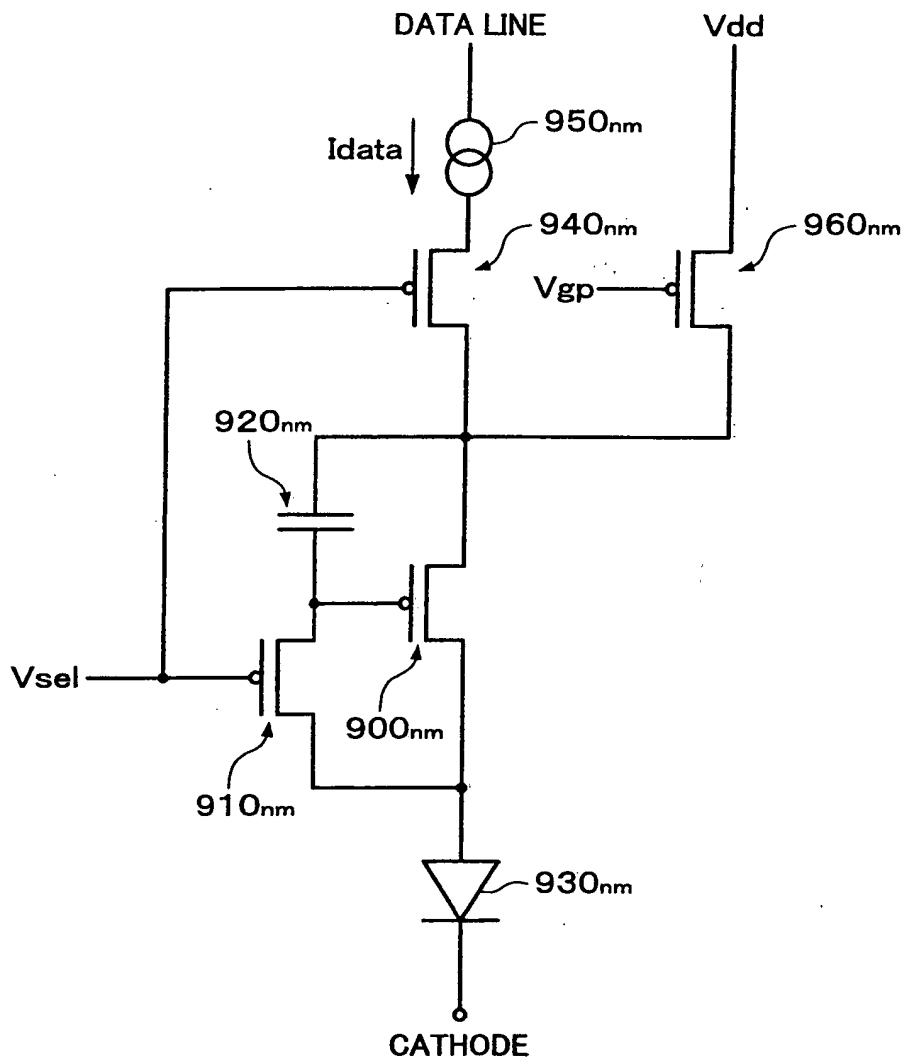 DATA LINE
Vdd
950nm
Idata
940nm
960nm
Vgp
920nm
Vsel
900nm
910nm
930nm
CATHODE